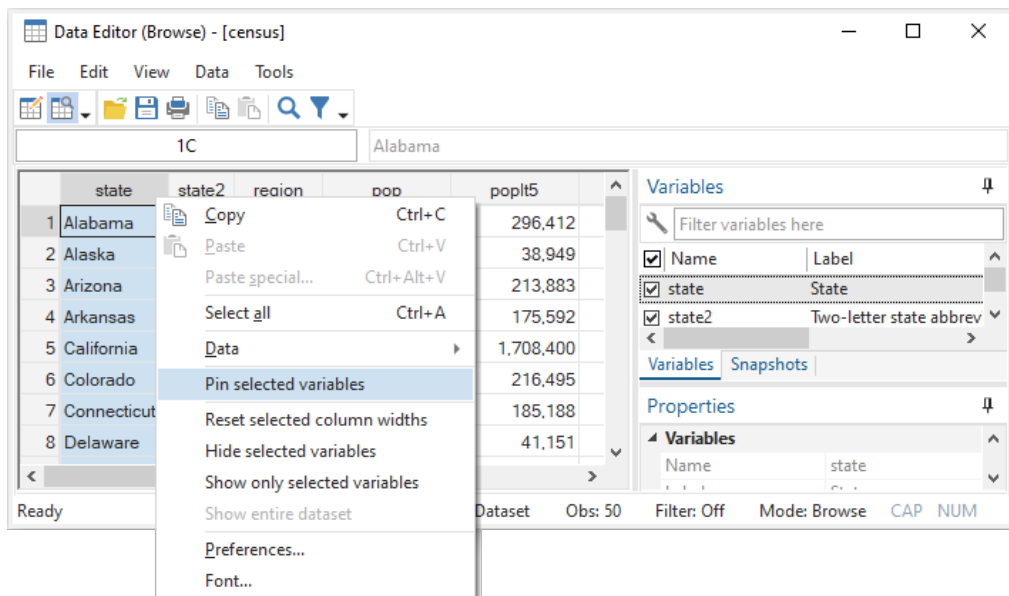 Data Editor (Browse) - [census]
File Edit View Data Tools
1C Alabama
state state2 region pop poplt5
1 Alabama 296,412
2 Alaska 38,949
3 Arizona 213,883
4 Arkansas 175,592
5 California 1,708,400
6 Colorado 216,495
7 Connecticut 185,188
8 Delaware 41,151
Copy Ctrl+C
Paste Ctrl+V
Paste special... Ctrl+Alt+V
Select all Ctrl+A
Data
Pin selected variables
Reset selected column widths
Hide selected variables
Show only selected variables
Show entire dataset
Preferences...
Font...
Variables
Filter variables here
Name Label
state State
state2 Two-letter state abbrev
Variables Snapshots
Properties
Variables
Name state
Ready Dataset Obs: 50 Filter: Off Mode: Browse CAP NUM